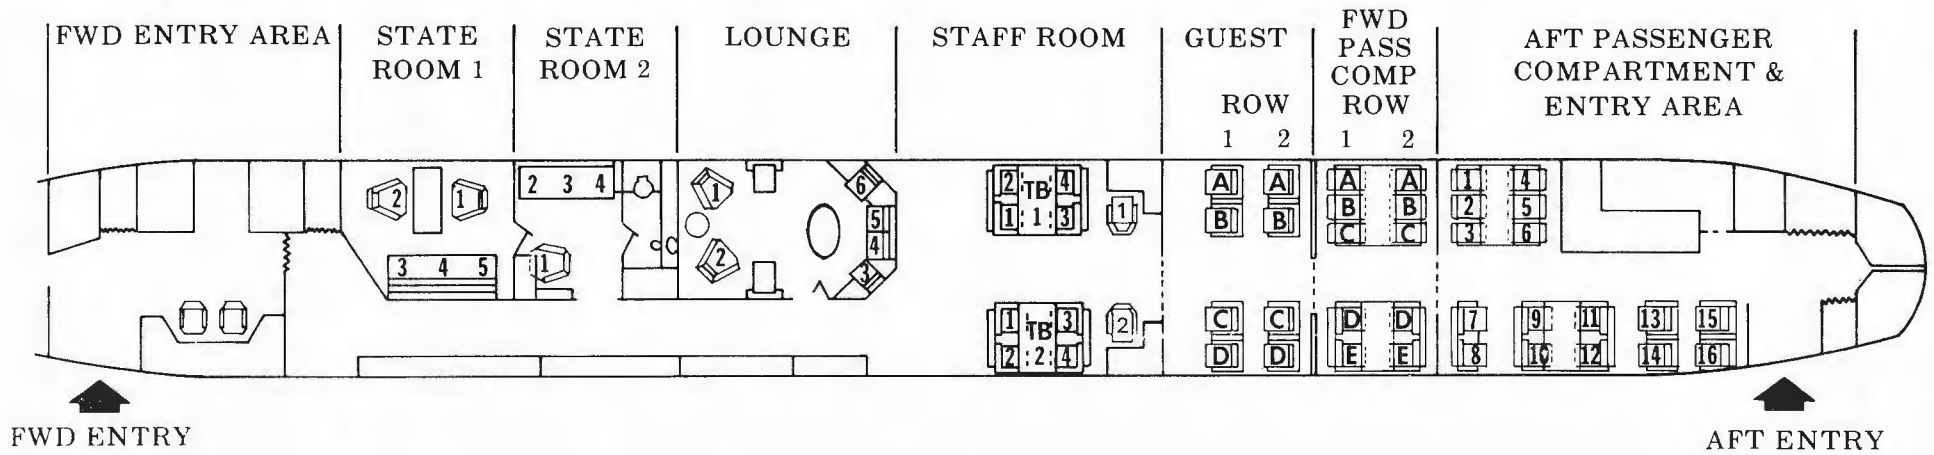 FWD ENTRY AREA
STATE
ROOM 1
STATE
ROOM 2
LOUNGE
STAFF ROOM
GUEST
ROW
1 2
FWD
PASS
COMP
ROW
1 2
AFT PASSENGER
COMPARTMENT &
ENTRY AREA
2 1
3 4 5
2 3 4
1
1
2
6
5
4
3
2 TB 4
1 1 3
1
1 TB 3
2 2 4
2
A A
B B
C C
D D
A A
B B
C C
D D
E E
1 4
2 5
3 6
7 9 11 13 15
8 10 12 14 16
FWD ENTRY
AFT ENTRY